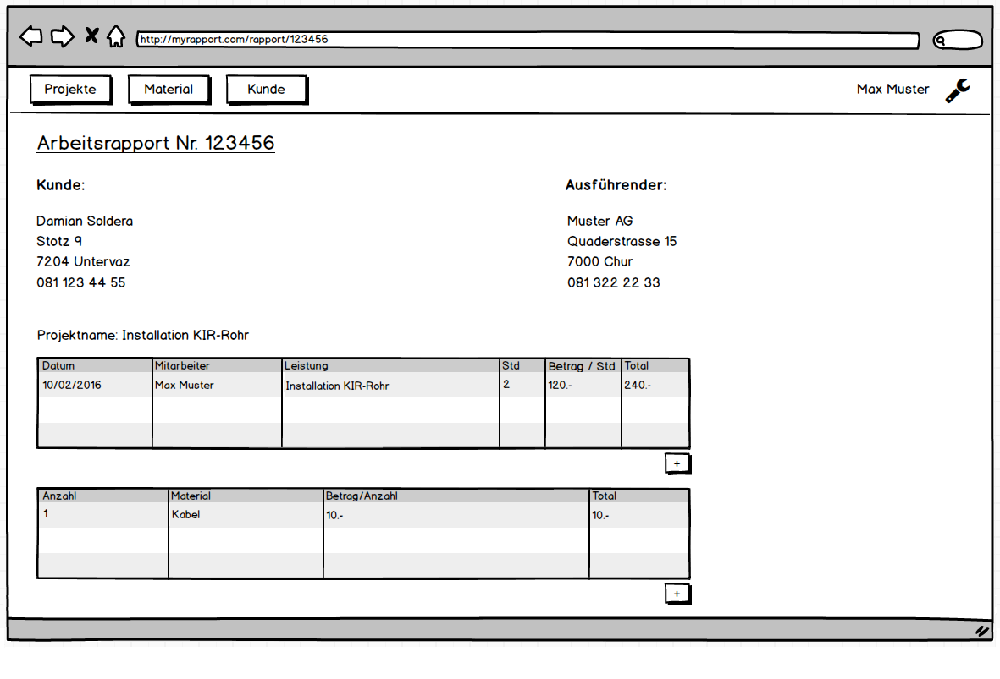 http://myrapport.com/rapport/123456
Projekte Material Kunde Max Muster
Arbeitsrapport Nr. 123456
Kunde: Ausführender:
Damian Soldera Muster AG
Stotz 9 Quaderstrasse 15
7204 Untervaz 7000 Chur
081 123 44 55 081 322 22 33
Projektname: Installation KIR-Rohr
Datum Mitarbeiter Leistung Std Betrag / Std Total
10/02/2016 Max Muster Installation KIR-Rohr 2 120.- 240.-
+
Anzahl Material Betrag/Anzahl Total
1 Kabel 10.- 10.-
+